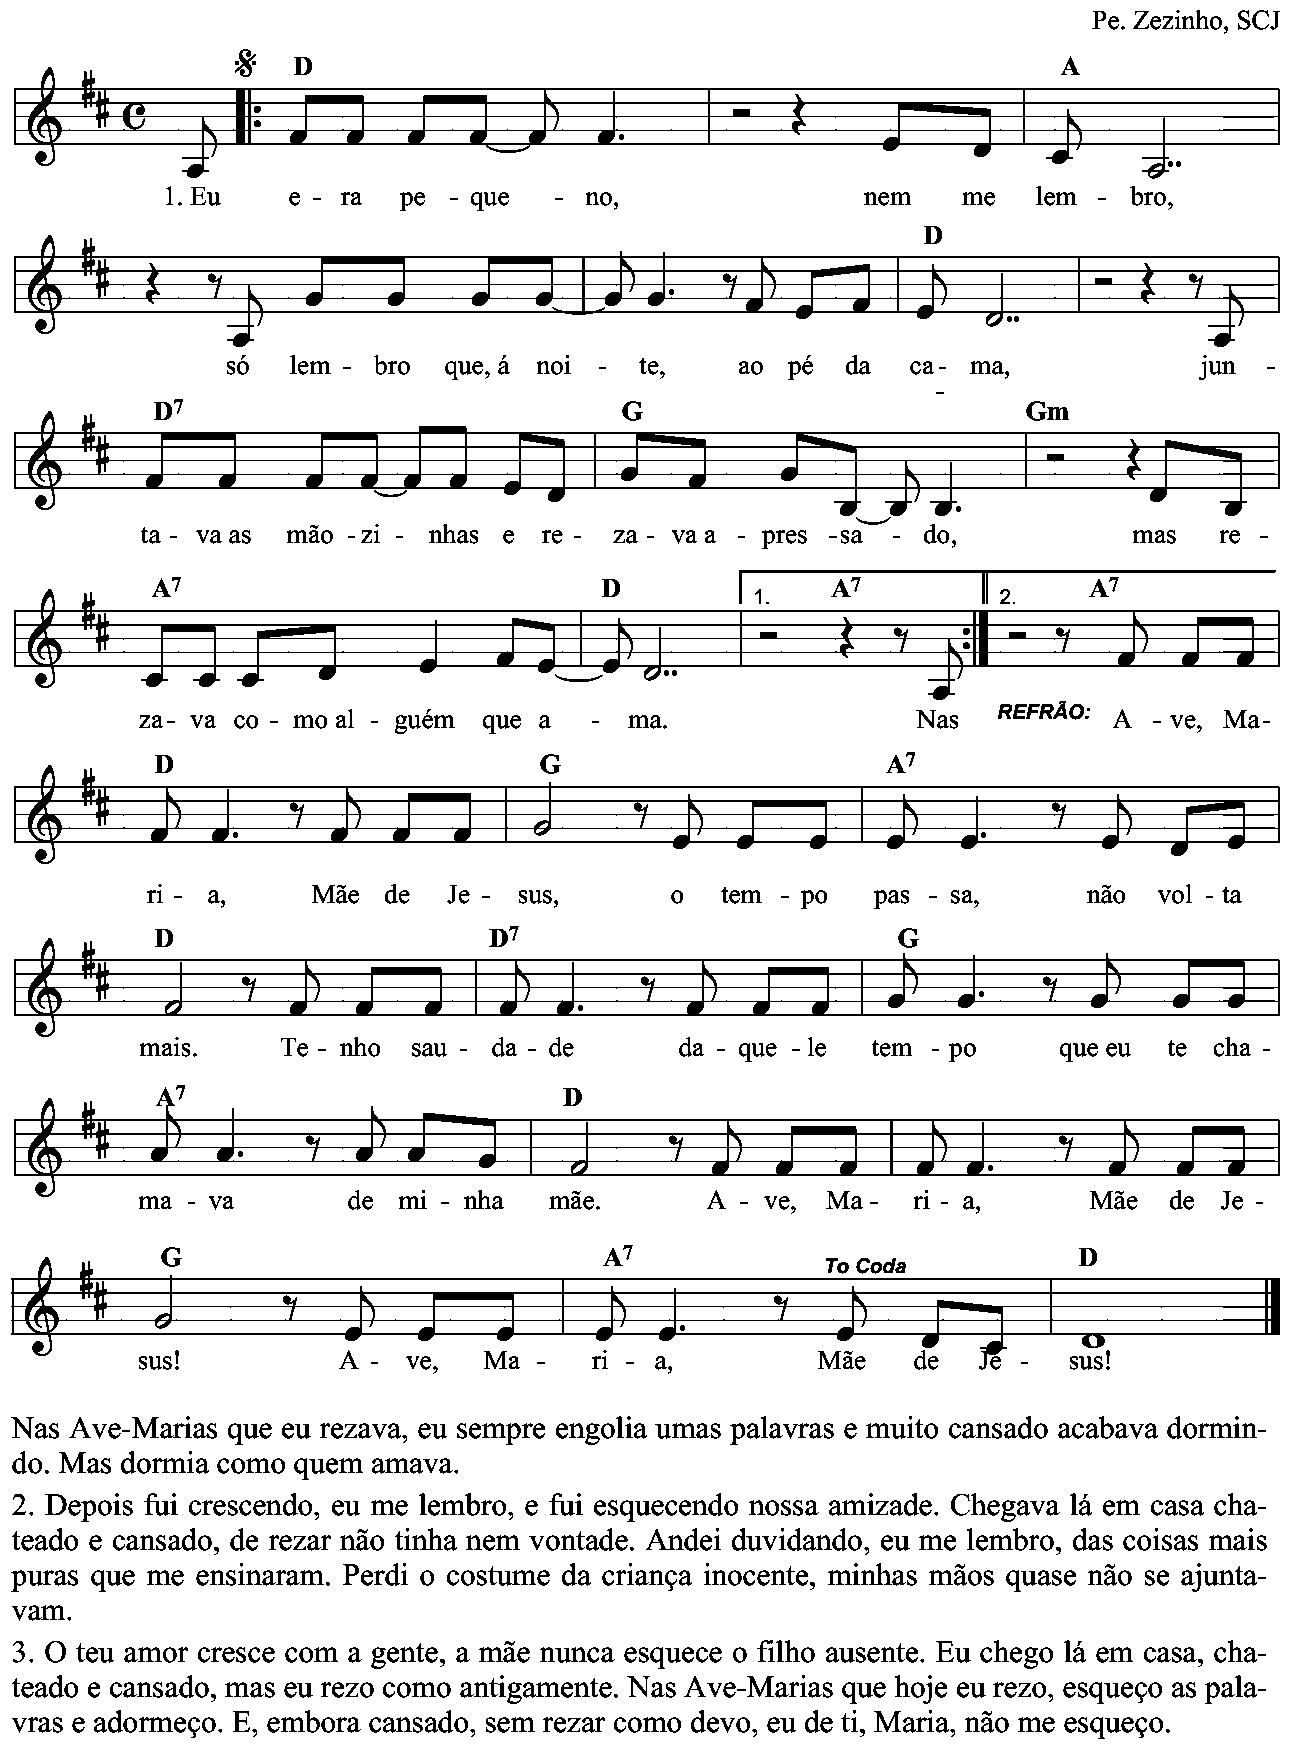 Pe. Zezinho, SCJ
D A
1. Eu e - ra pe - que - no, nem me lem - bro,
D
só lem - bro que, á noi - te, ao pé da ca - ma, jun -
D7 G Gm
ta - va as mão - zi - nhas e re - za - va a - pres - sa - do, mas re -
A7 D 1. A7 2. A7
za - va co - mo al - guém que a - ma. Nas REFRÃO: A - ve, Ma -
D G A7
ri - a, Mãe de Je - sus, o tem - po pas - sa, não vol - ta
D D7 G
mais. Te - nho sau - da - de da - que - le tem - po que eu te cha -
A7 D
ma - va de mi - nha mãe. A - ve, Ma - ri - a, Mãe de Je -
G A7 To Coda D
sus! A - ve, Ma - ri - a, Mãe de Je - sus!
Nas Ave-Marias que eu rezava, eu sempre engolia umas palavras e muito cansado acabava dormin-
do. Mas dormia como quem amava.
2. Depois fui crescendo, eu me lembro, e fui esquecendo nossa amizade. Chegava lá em casa cha-
teado e cansado, de rezar não tinha nem vontade. Andei duvidando, eu me lembro, das coisas mais
puras que me ensinaram. Perdi o costume da criança inocente, minhas mãos quase não se ajunta-
vam.
3. O teu amor cresce com a gente, a mãe nunca esquece o filho ausente. Eu chego lá em casa, cha-
teado e cansado, mas eu rezo como antigamente. Nas Ave-Marias que hoje eu rezo, esqueço as pala-
vras e adormeço. E, embora cansado, sem rezar como devo, eu de ti, Maria, não me esqueço.